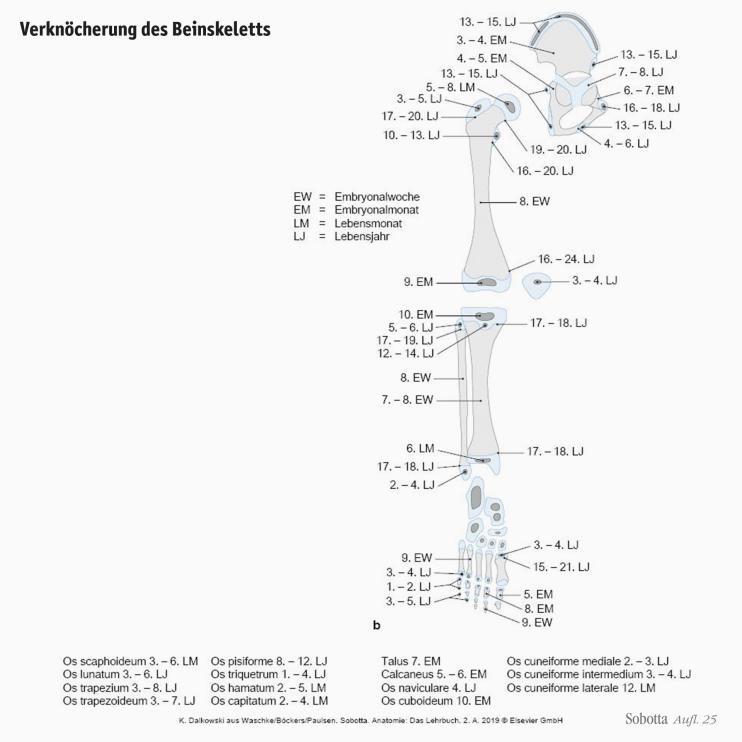 Verknöcherung des Beinskeletts
13. – 15. LJ
3. – 4. EM
4. – 5. EM
13. – 15. LJ
5. – 8. LM
3. – 5. LJ
17. – 20. LJ
10. – 13. LJ
13. – 15. LJ
7. – 8. LJ
6. – 7. EM
16. – 18. LJ
13. – 15. LJ
4. – 6. LJ
19. – 20. LJ
16. – 20. LJ
EW = Embryonalwoche
EM = Embryonalmonat
LM = Lebensmonat
LJ = Lebensjahr
8. EW
16. – 24. LJ
9. EM
3. – 4. LJ
10. EM
5. – 6. LJ
17. – 19. LJ
12. – 14. LJ
17. – 18. LJ
8. EW
7. – 8. EW
6. LM
17. – 18. LJ
2. – 4. LJ
17. – 18. LJ
9. EW
3. – 4. LJ
1. – 2. LJ
3. – 5. LJ
3. – 4. LJ
15. – 21. LJ
5. EM
8. EM
9. EW
b
Os scaphoideum 3. – 6. LM
Os lunatum 3. – 6. LJ
Os trapezium 3. – 8. LJ
Os trapezoideum 3. – 7. LJ
Os pisiforme 8. – 12. LJ
Os triquetrum 1. – 4. LJ
Os hamatum 2. – 5. LM
Os capitatum 2. – 4. LM
Talus 7. EM
Calcaneus 5. – 6. EM
Os naviculare 4. LJ
Os cuboideum 10. EM
Os cuneiforme mediale 2. – 3. LJ
Os cuneiforme intermedium 3. – 4. LJ
Os cuneiforme laterale 12. LM
K. Dalkowski aus Waschke/Böckers/Paulsen. Sobotta. Anatomie: Das Lehrbuch, 2. A. 2019 © Elsevier GmbH
Sobotta Aufl. 25